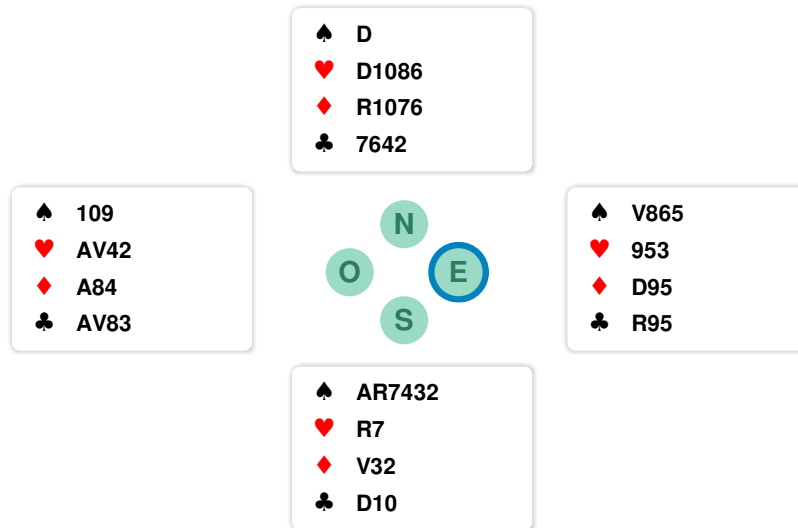 ♠ D
♥ D1086
♦ R1076
♣ 7642
♠ 109
♥ AV42
♦ A84
♣ AV83
N
O E
S
♠ V865
♥ 953
♦ D95
♣ R95
♠ AR7432
♥ R7
♦ V32
♣ D10